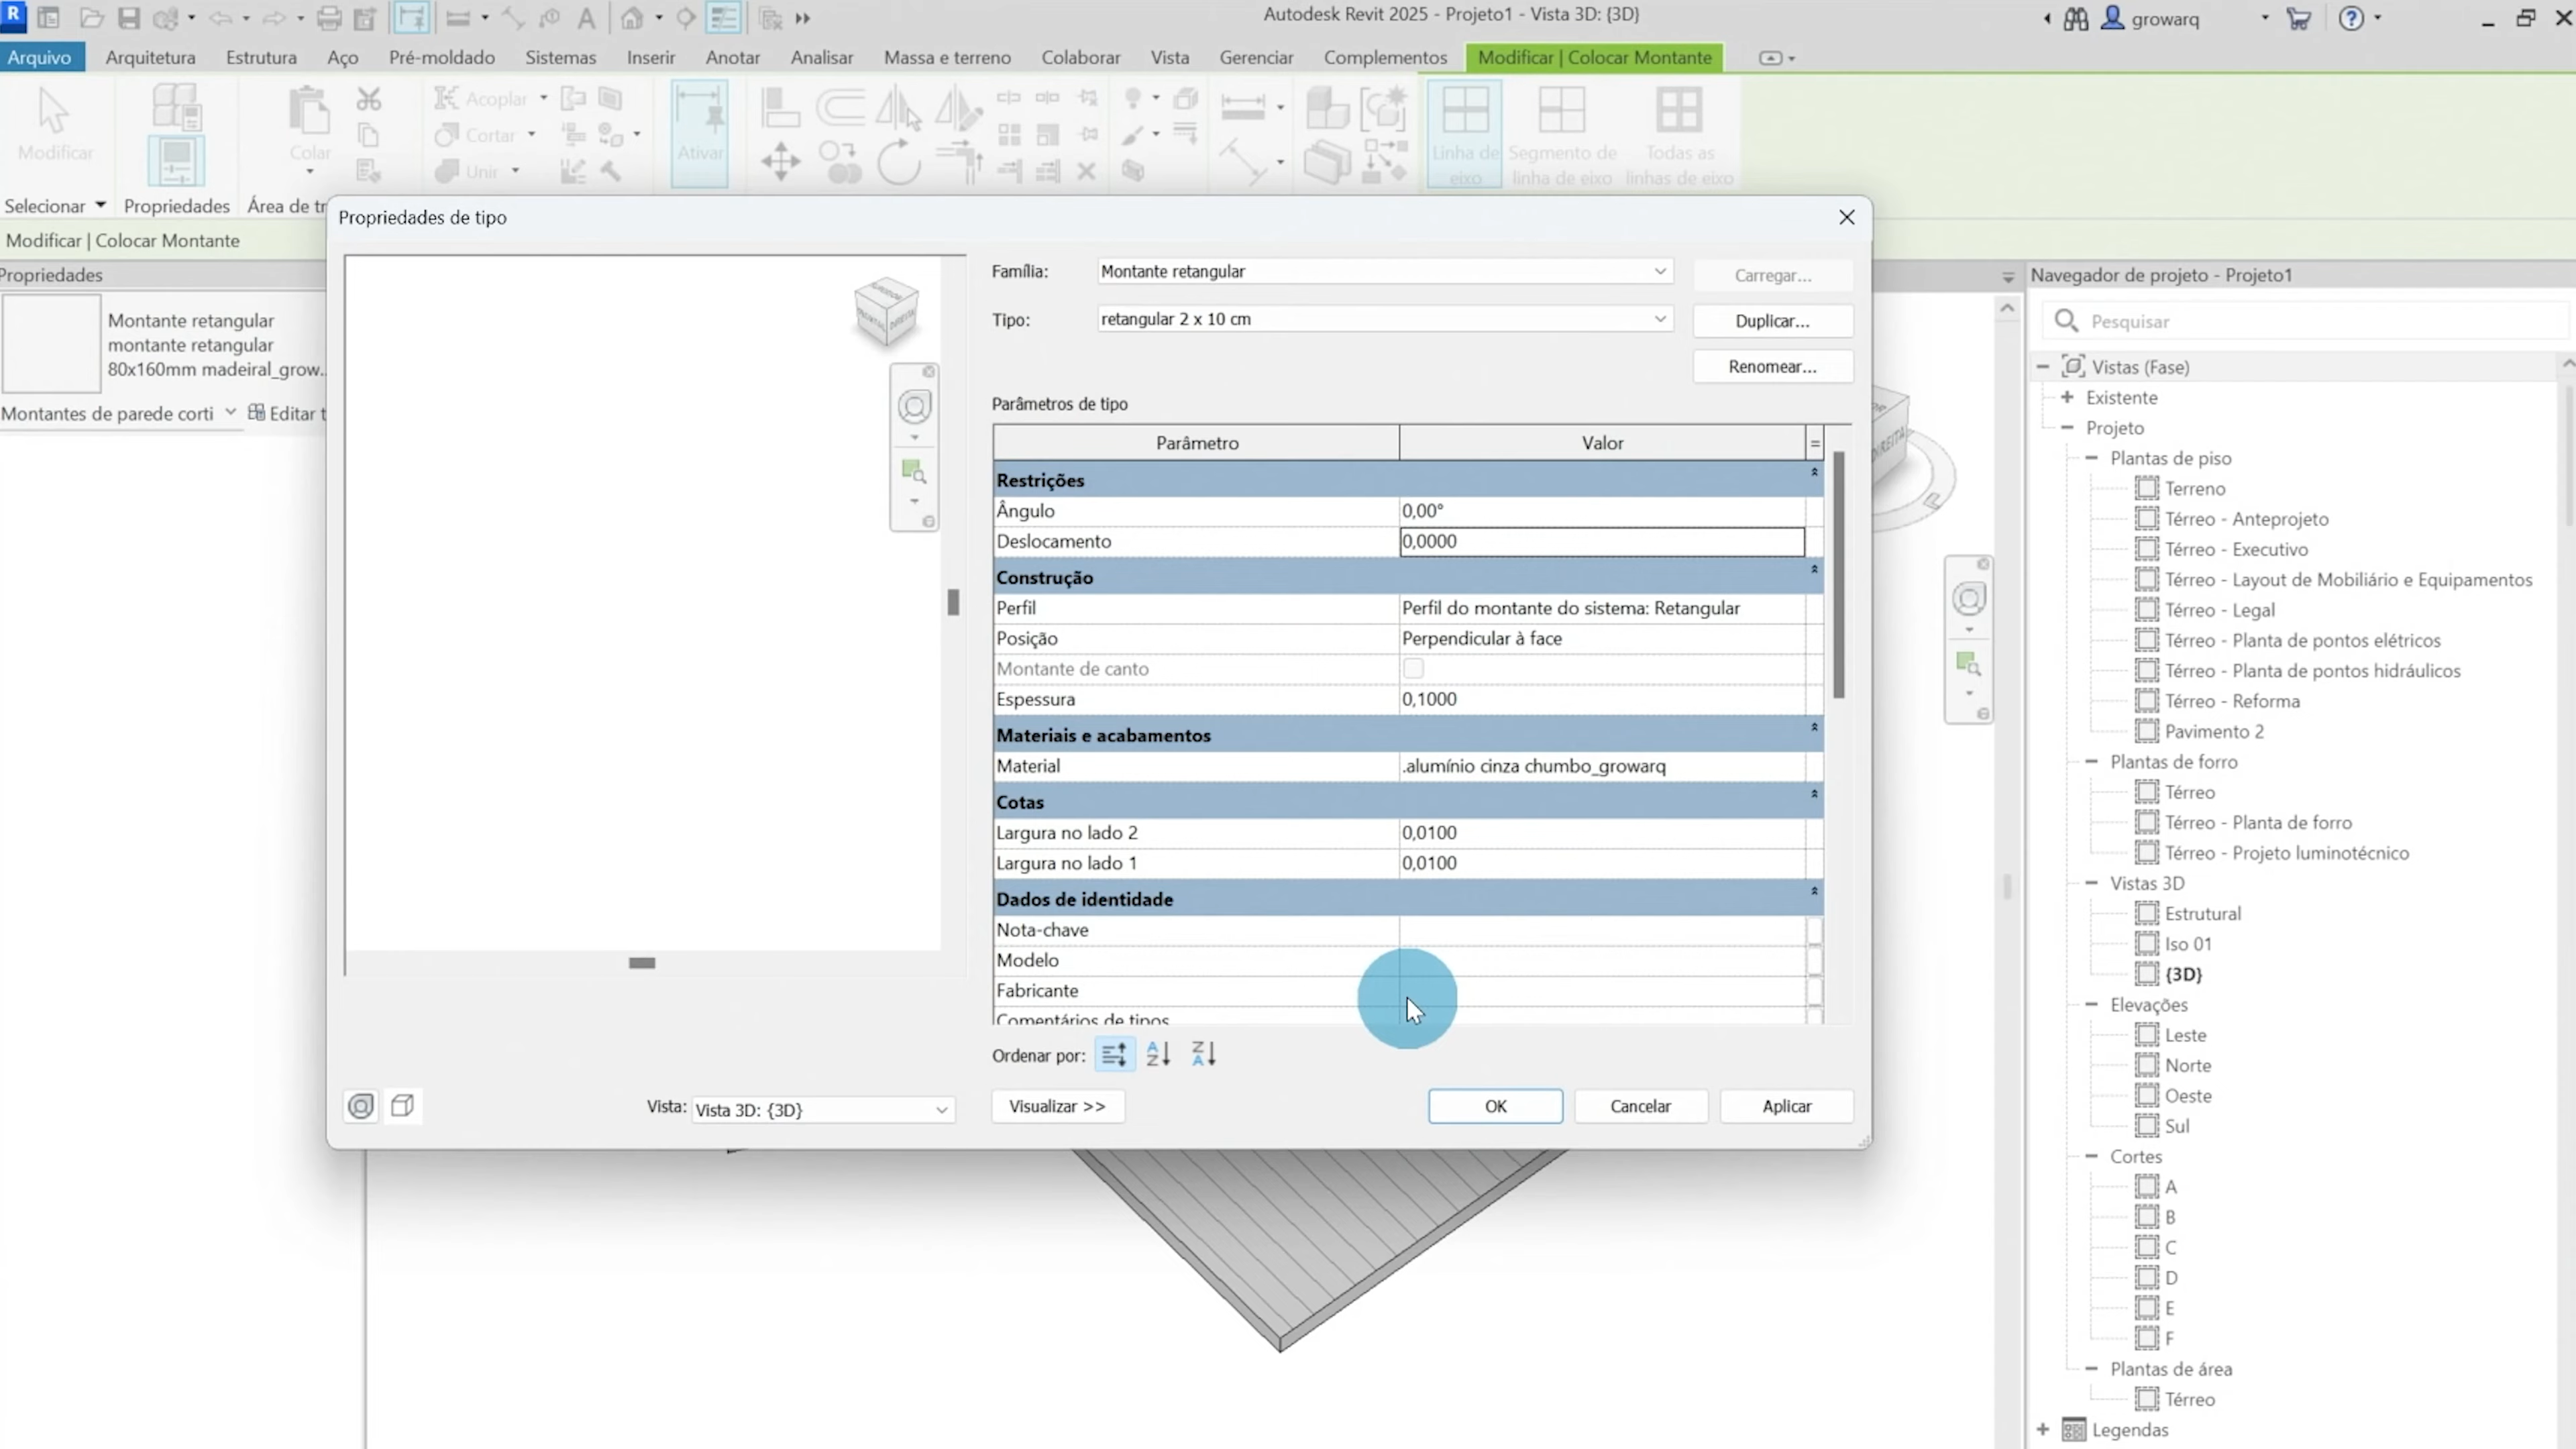 Autodesk Revit 2025 - Projeto1 - Vista 3D: {3D}
growarq
Arquivo Arquitetura Estrutura Aço Pré-moldado Sistemas Inserir Anotar Analisar Massa e terreno Colaborar Vista Gerenciar Complementos Modificar | Colocar Montante
Modificar
Colar
Acoplar
Cortar
Unir
Ativar
Linha de eixo
Segmento de linha de eixo
Todas as linhas de eixo
Selecionar Propriedades Área de tr
Modificar | Colocar Montante
Propriedades
Montante retangular
montante retangular
80x160mm madeiral_grow...
Montantes de parede corti Editar t
Propriedades de tipo
SUPERIOR
FRONTAL DIREITA
Família: Montante retangular Carregar...
Tipo: retangular 2 x 10 cm Duplicar...
Renomear...
Parâmetros de tipo
Parâmetro Valor =
Restrições
Ângulo 0,00°
Deslocamento 0,0000
Construção
Perfil Perfil do montante do sistema: Retangular
Posição Perpendicular à face
Montante de canto
Espessura 0,1000
Materiais e acabamentos
Material .alumínio cinza chumbo_growarq
Cotas
Largura no lado 2 0,0100
Largura no lado 1 0,0100
Dados de identidade
Nota-chave
Modelo
Fabricante
Comentários de tipos
Ordenar por:
Vista: Vista 3D: {3D} Visualizar >> OK Cancelar Aplicar
DIREITA
Navegador de projeto - Projeto1
Pesquisar
Vistas (Fase)
Existente
Projeto
Plantas de piso
Terreno
Térreo - Anteprojeto
Térreo - Executivo
Térreo - Layout de Mobiliário e Equipamentos
Térreo - Legal
Térreo - Planta de pontos elétricos
Térreo - Planta de pontos hidráulicos
Térreo - Reforma
Pavimento 2
Plantas de forro
Térreo
Térreo - Planta de forro
Térreo - Projeto luminotécnico
Vistas 3D
Estrutural
Iso 01
{3D}
Elevações
Leste
Norte
Oeste
Sul
Cortes
A
B
C
D
E
F
Plantas de área
Térreo
Legendas